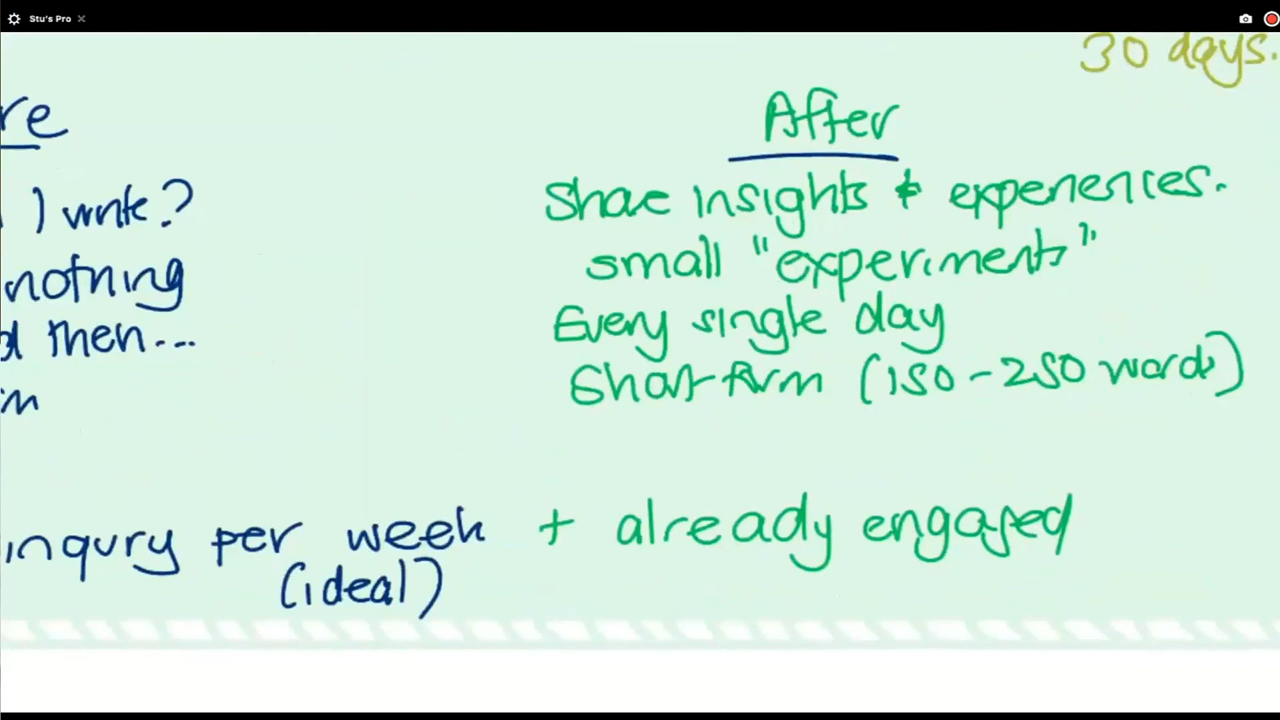 Stu's Pro
30 days.
re
After
I write?
Share insights + experiences.
nothing
small "experiments"
d then...
Every single day
Short-form (150-250 words)
inqury per week + already engaged
(ideal)